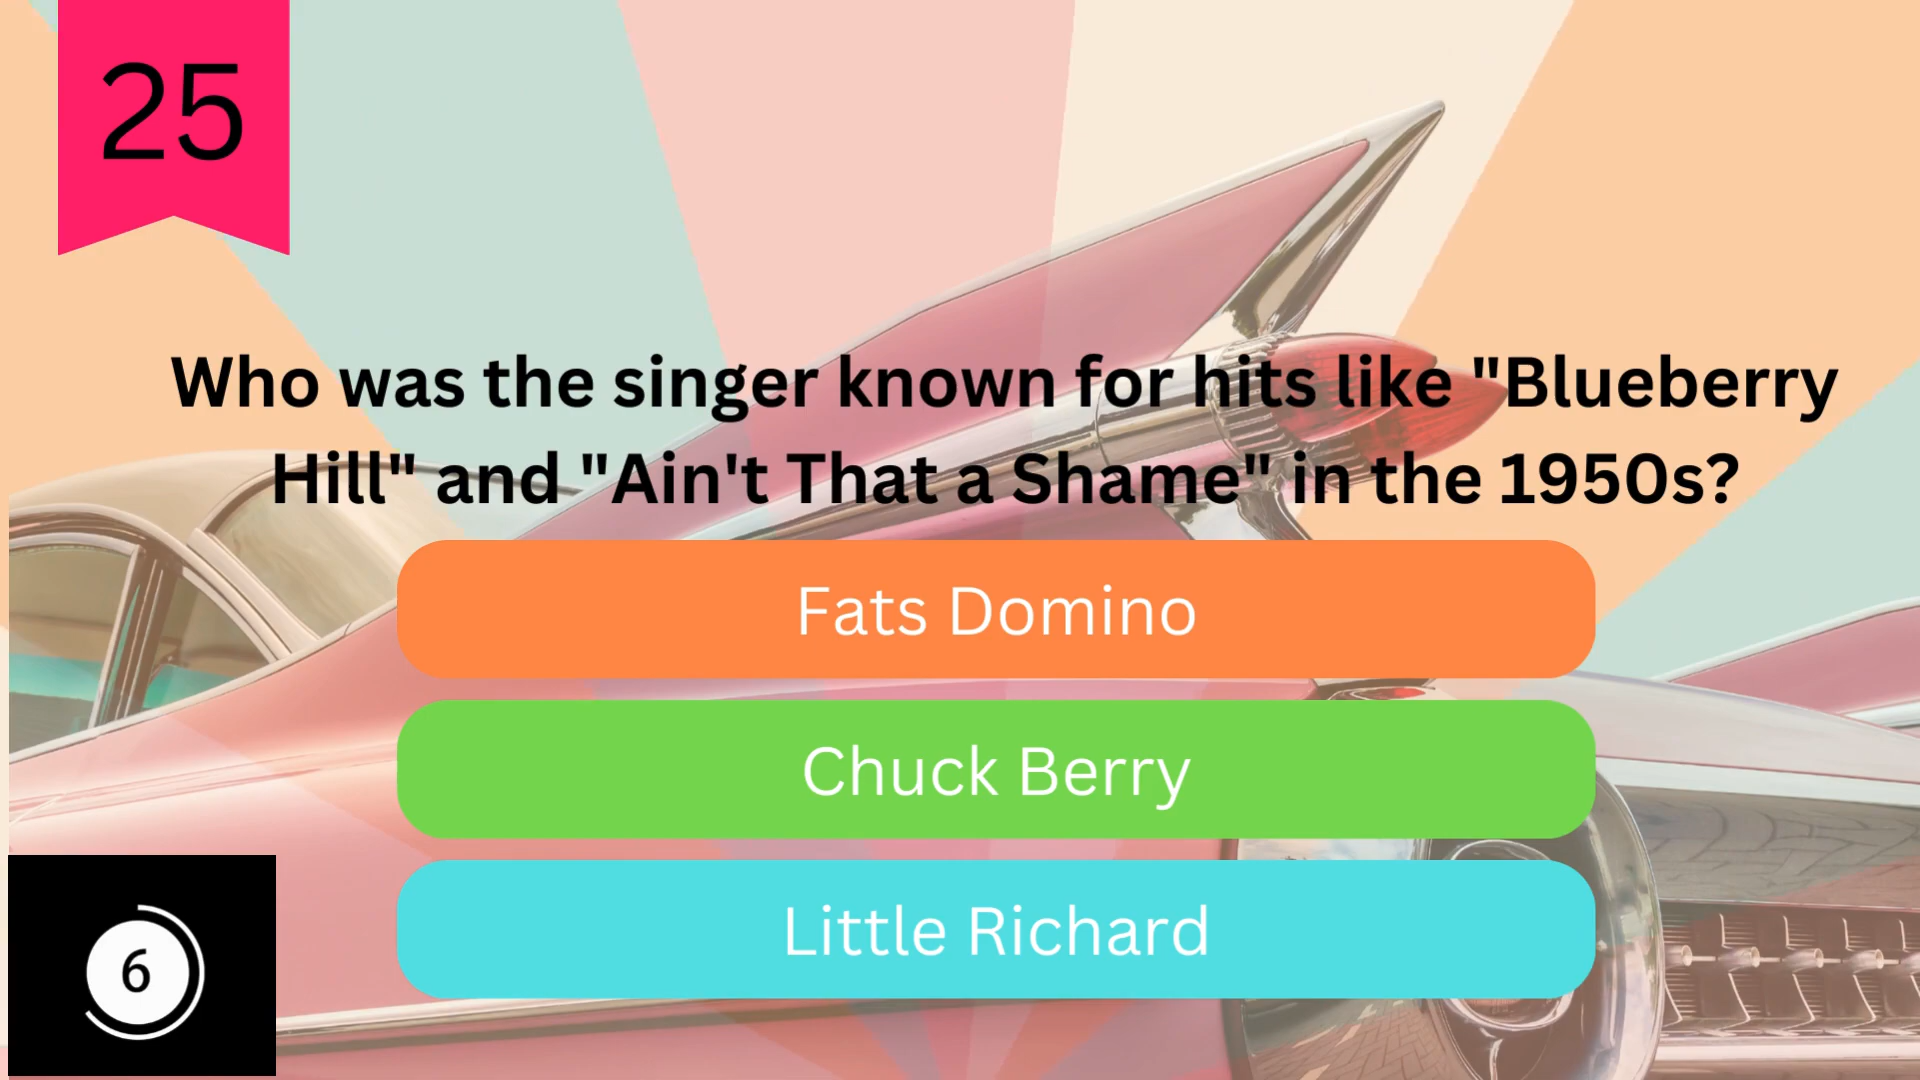 25
Who was the singer known for hits like "Blueberry
Hill" and "Ain't That a Shame" in the 1950s?
Fats Domino
Chuck Berry
Little Richard
6